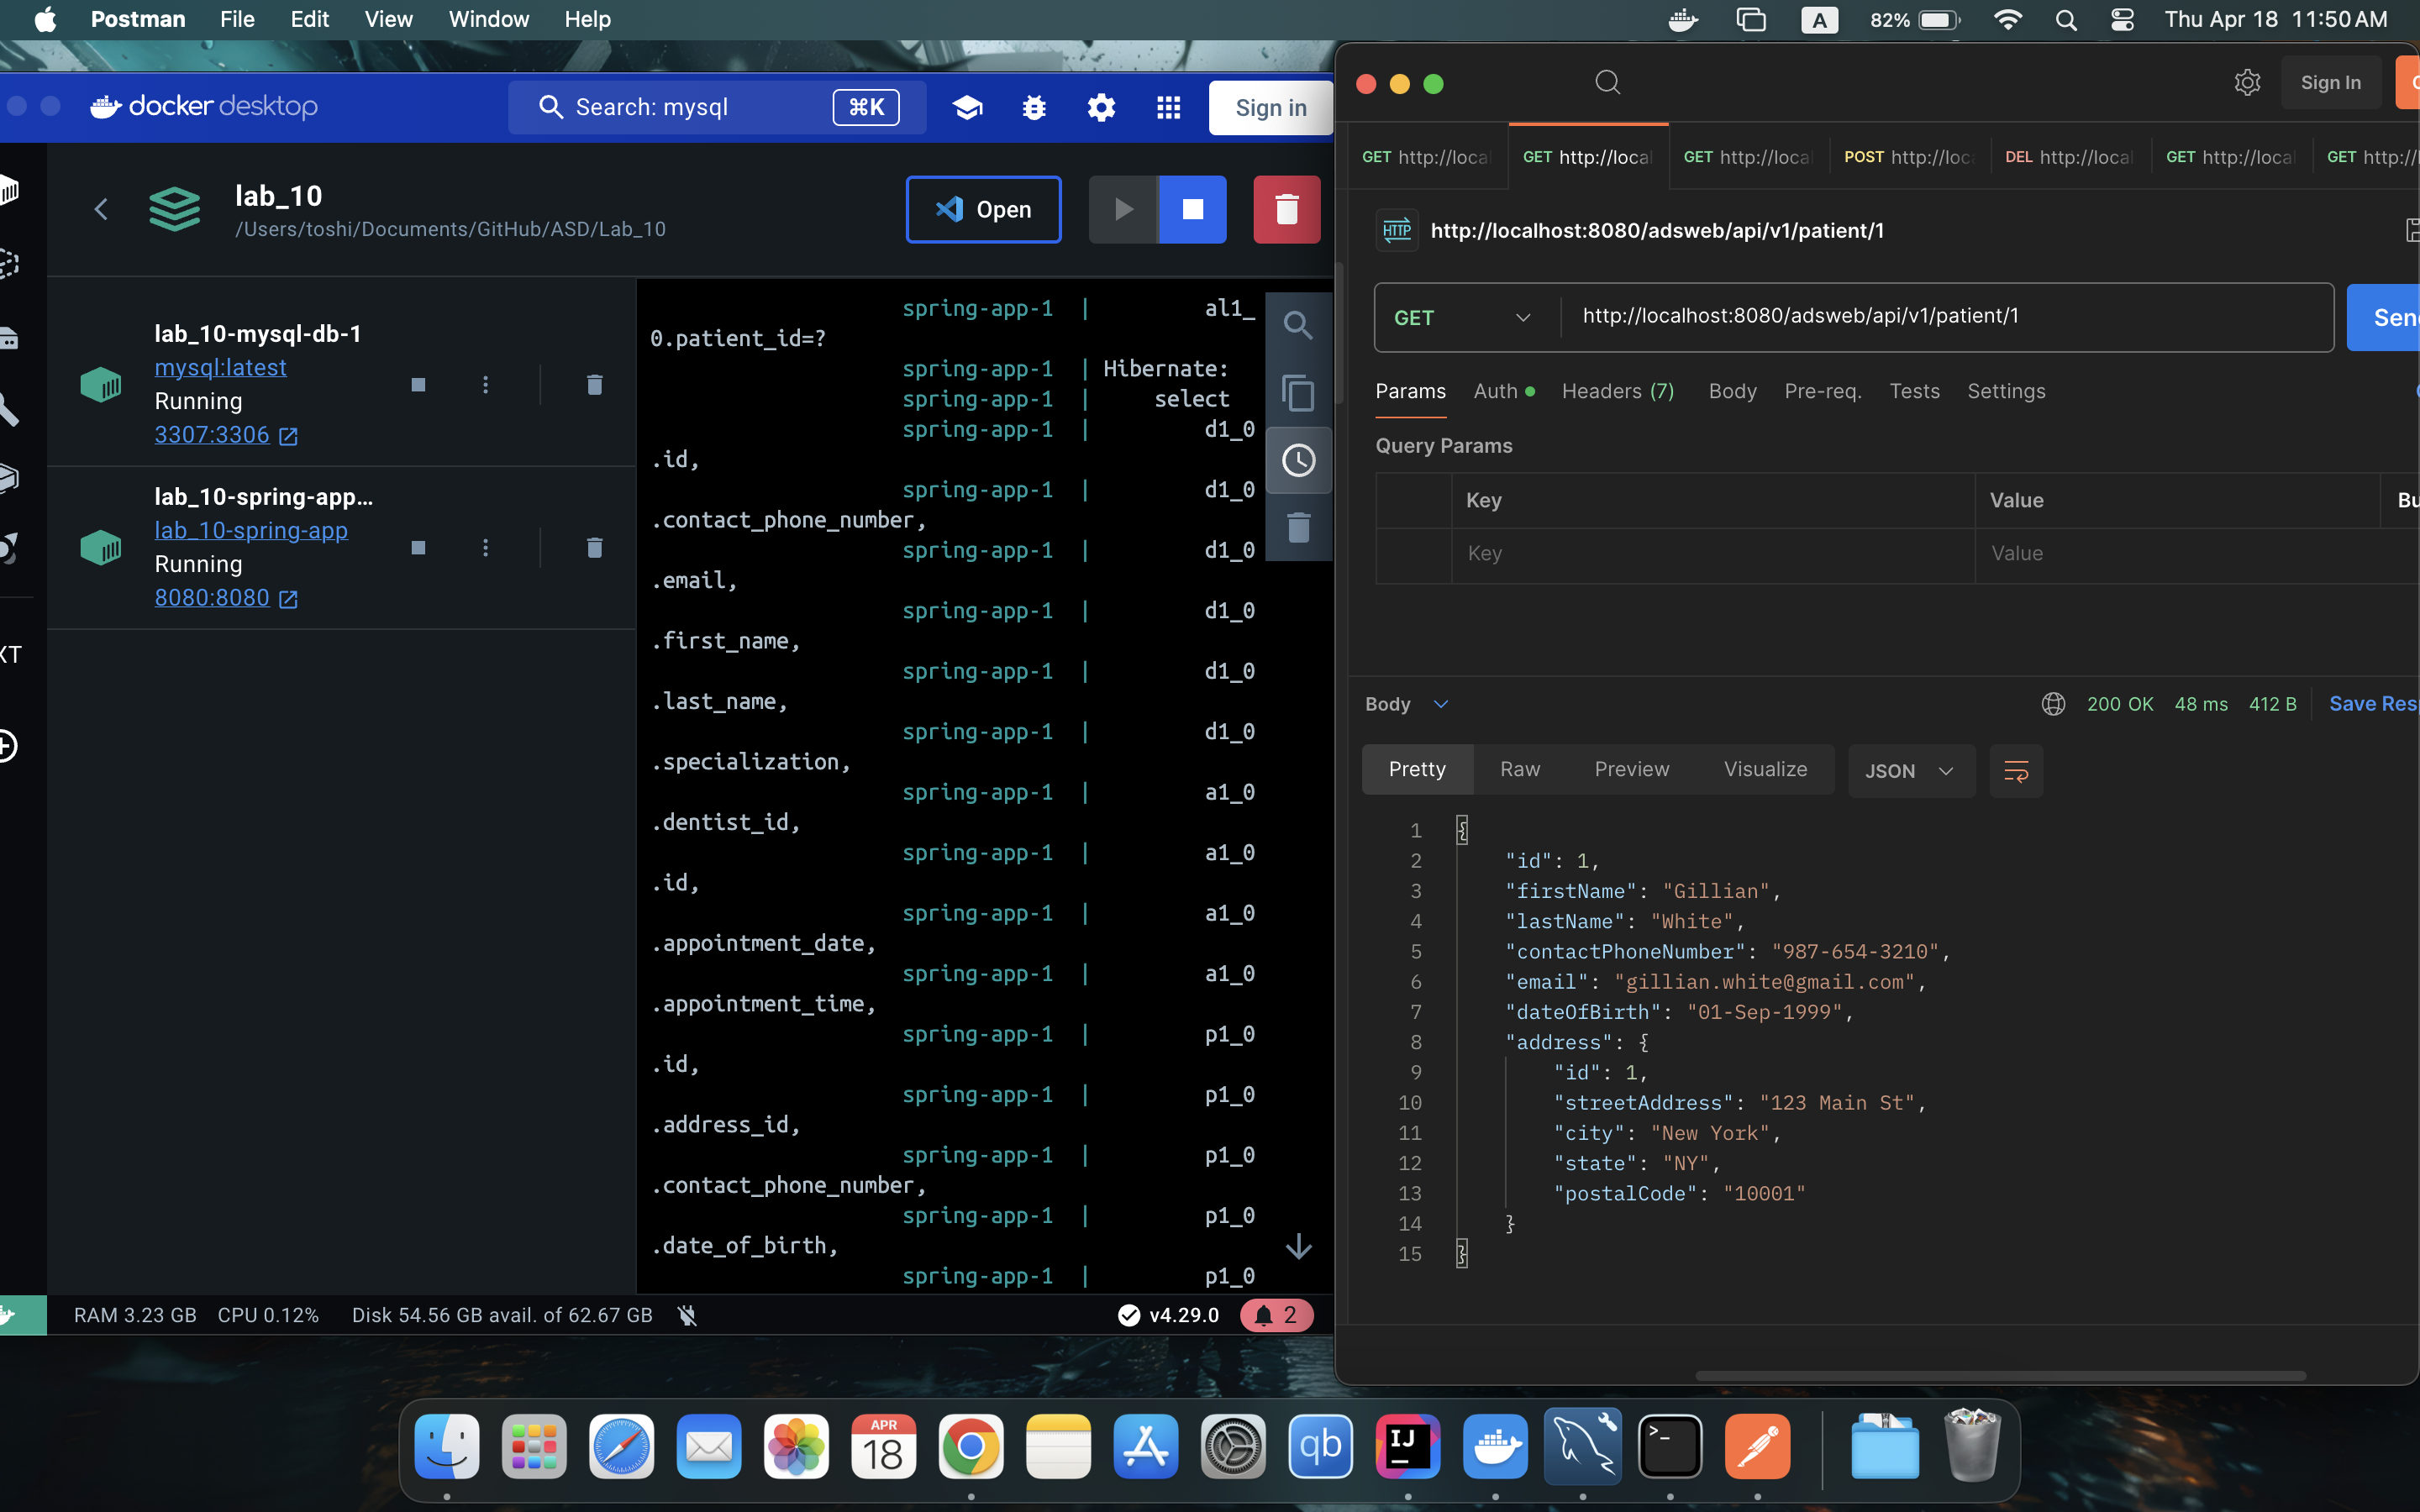 Postman File Edit View Window Help
A 82% Thu Apr 18 11:50 AM
docker desktop Search: mysql ⌘K Sign in
lab_10
/Users/toshi/Documents/GitHub/ASD/Lab_10
Open
lab_10-mysql-db-1
mysql:latest
Running
3307:3306
lab_10-spring-app...
lab_10-spring-app
Running
8080:8080
spring-app-1 | al1_
0.patient_id=?
spring-app-1 | Hibernate:
spring-app-1 | select
spring-app-1 | d1_0
.id,
spring-app-1 | d1_0
.contact_phone_number,
spring-app-1 | d1_0
.email,
spring-app-1 | d1_0
.first_name,
spring-app-1 | d1_0
.last_name,
spring-app-1 | d1_0
.specialization,
spring-app-1 | a1_0
.dentist_id,
spring-app-1 | a1_0
.id,
spring-app-1 | a1_0
.appointment_date,
spring-app-1 | a1_0
.appointment_time,
spring-app-1 | p1_0
.id,
spring-app-1 | p1_0
.address_id,
spring-app-1 | p1_0
.contact_phone_number,
spring-app-1 | p1_0
.date_of_birth,
spring-app-1 | p1_0
RAM 3.23 GB CPU 0.12% Disk 54.56 GB avail. of 62.67 GB v4.29.0 2
Sign In
GET http://local GET http://local GET http://local POST http://loc DEL http://local GET http://local GET http://
HTTP http://localhost:8080/adsweb/api/v1/patient/1
GET http://localhost:8080/adsweb/api/v1/patient/1 Sen
Params Auth Headers (7) Body Pre-req. Tests Settings
Query Params
Key Value Bu
Key Value
Body 200 OK 48 ms 412 B Save Res
Pretty Raw Preview Visualize JSON
1 {
2 "id": 1,
3 "firstName": "Gillian",
4 "lastName": "White",
5 "contactPhoneNumber": "987-654-3210",
6 "email": "gillian.white@gmail.com",
7 "dateOfBirth": "01-Sep-1999",
8 "address": {
9 "id": 1,
10 "streetAddress": "123 Main St",
11 "city": "New York",
12 "state": "NY",
13 "postalCode": "10001"
14 }
15 }
APR
18
qb
IJ
>_